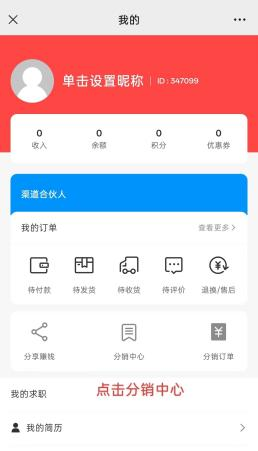 我的
单击设置昵称 | ID : 347099
0 0 0 0
收入 余额 积分 优惠券
渠道合伙人
我的订单 查看更多 >
待付款 待发货 待收货 待评价 退换/售后
分享赚钱 分销中心 分销订单
我的求职 点击分销中心
我的简历